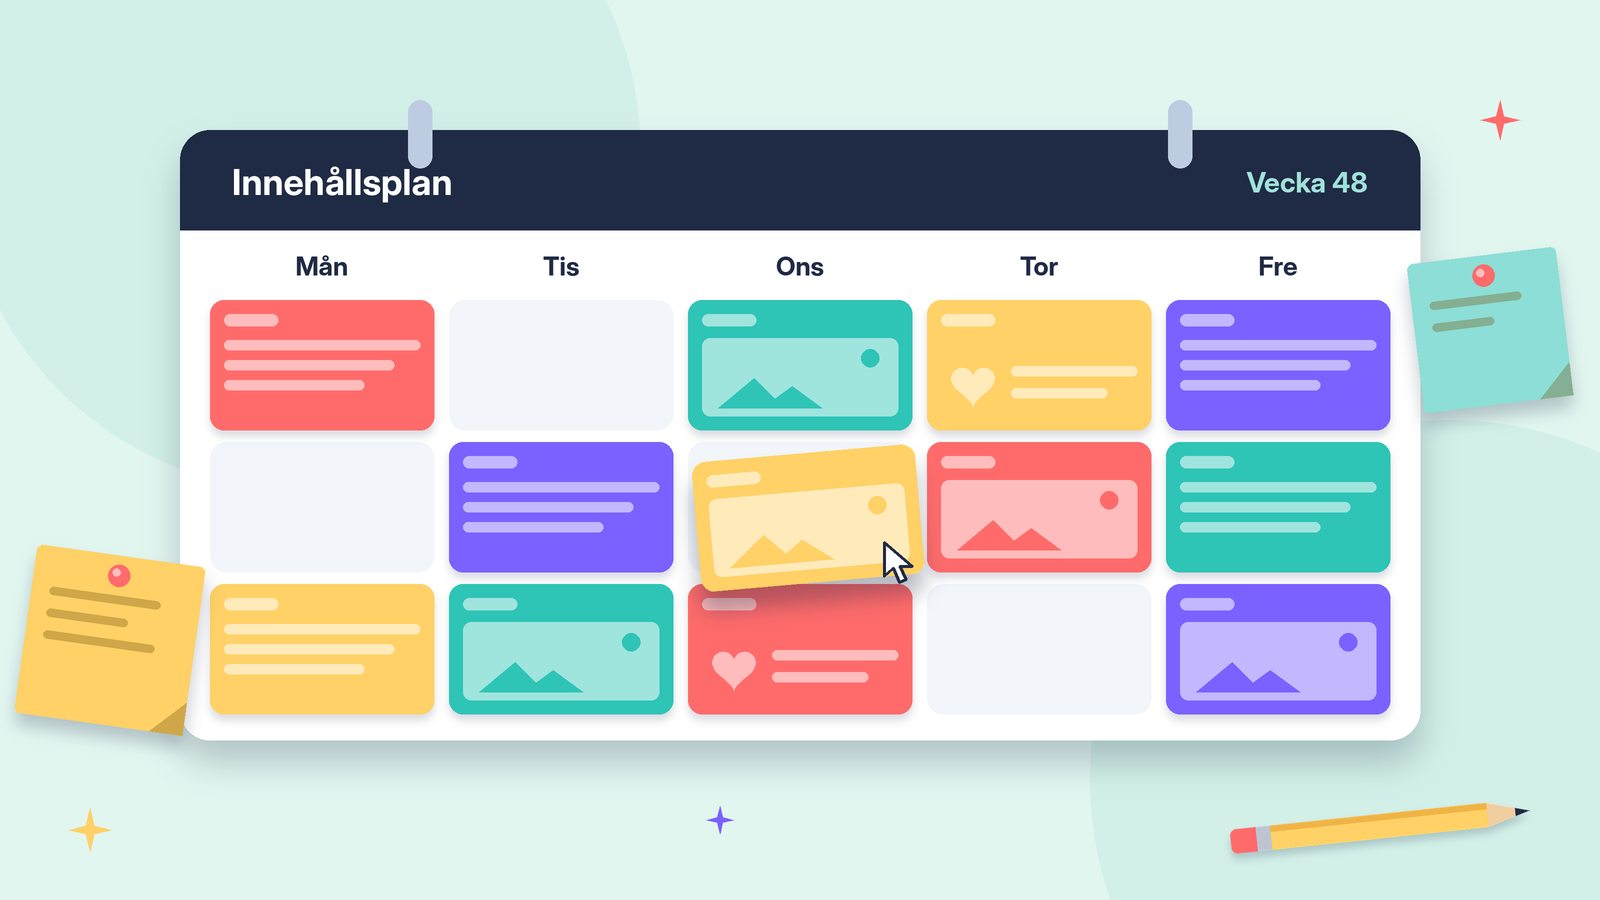 Innehållsplan
Vecka 48
Mån
Tis
Ons
Tor
Fre